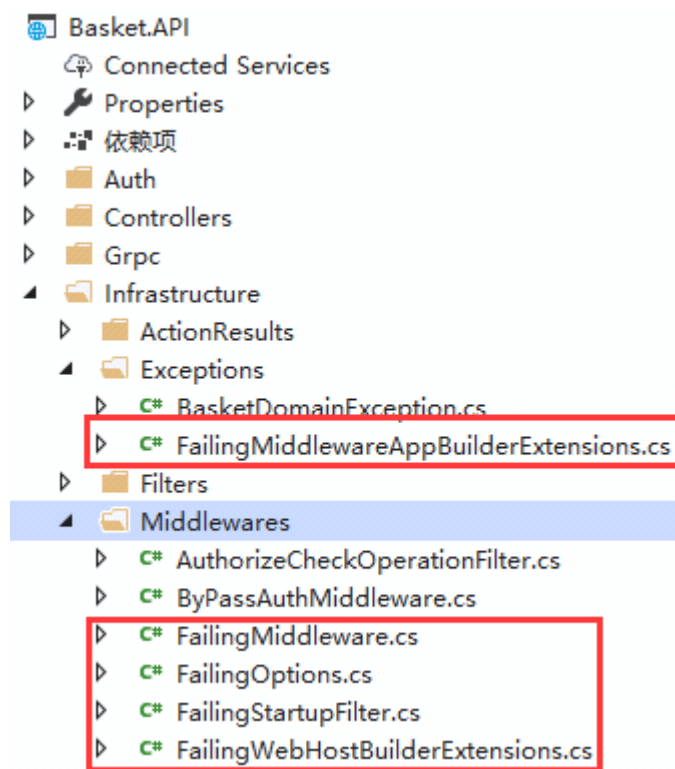 Basket.API
Connected Services
Properties
依赖项
Auth
Controllers
Grpc
Infrastructure
ActionResults
Exceptions
C# BasketDomainException.cs
C# FailingMiddlewareAppBuilderExtensions.cs
Filters
Middlewares
C# AuthorizeCheckOperationFilter.cs
C# ByPassAuthMiddleware.cs
C# FailingMiddleware.cs
C# FailingOptions.cs
C# FailingStartupFilter.cs
C# FailingWebHostBuilderExtensions.cs